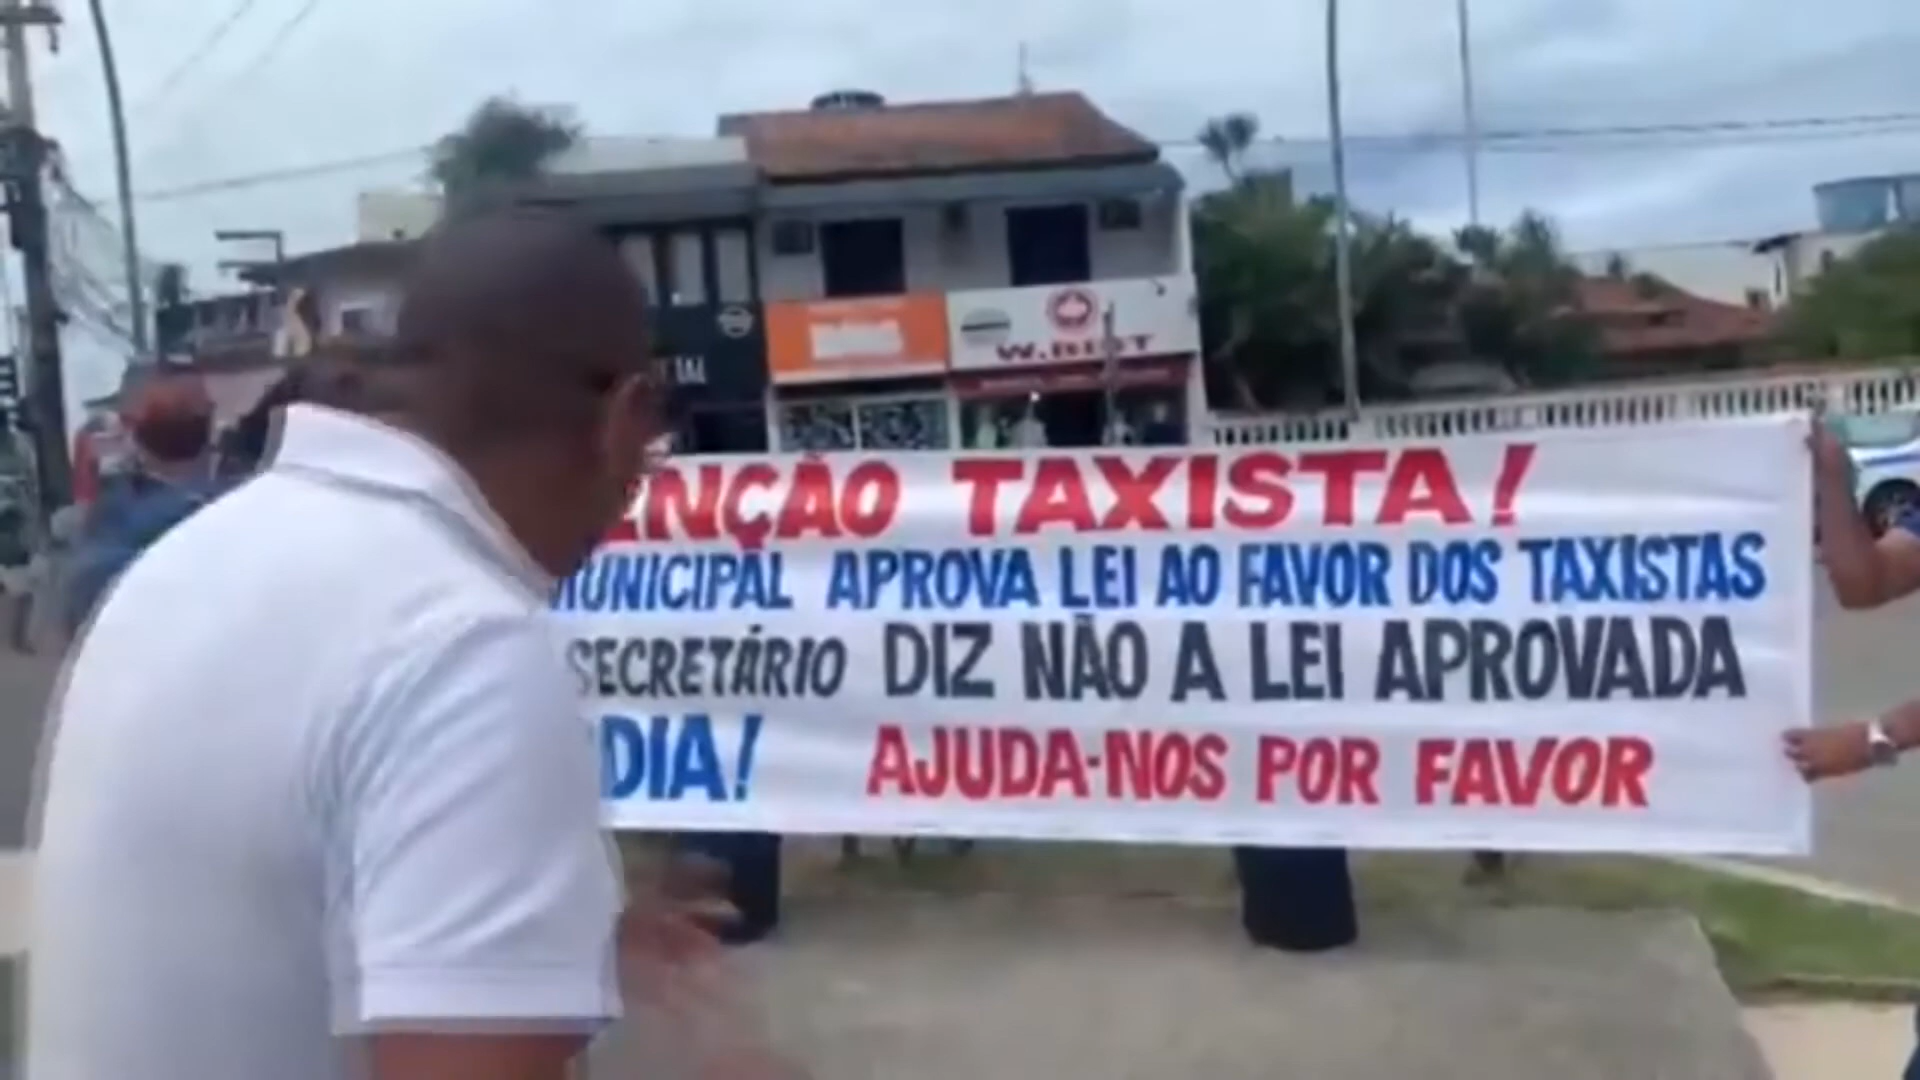 IAL
W.BEST
ENÇÃO TAXISTA!
MUNICIPAL APROVA LEI AO FAVOR DOS TAXISTAS
SECRETÁRIO DIZ NÃO A LEI APROVADA
DIA! AJUDA-NOS POR FAVOR